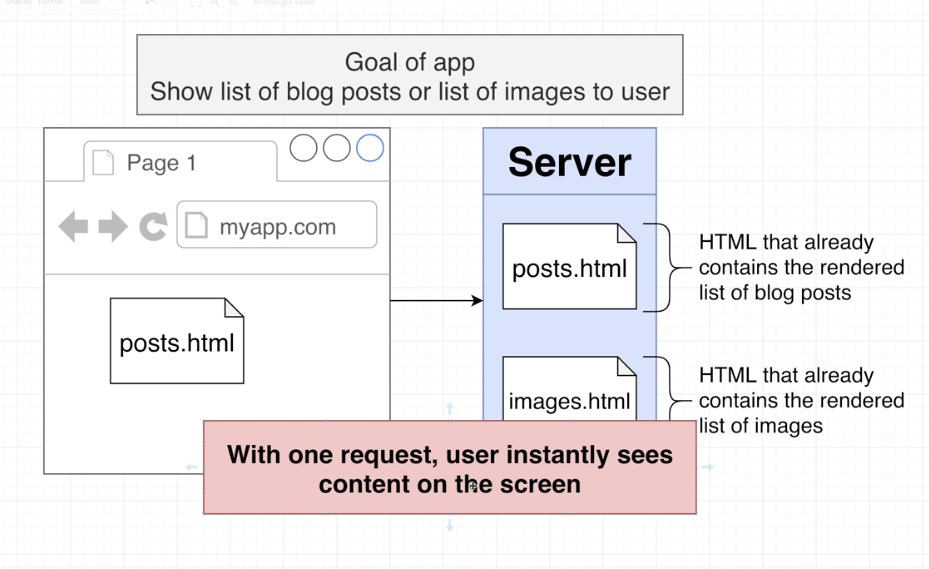 Shapes Format Insert All changes saved
Goal of app
Show list of blog posts or list of images to user
Page 1
myapp.com
posts.html
Server
posts.html
HTML that already
contains the rendered
list of blog posts
images.html
HTML that already
contains the rendered
list of images
With one request, user instantly sees
content on the screen